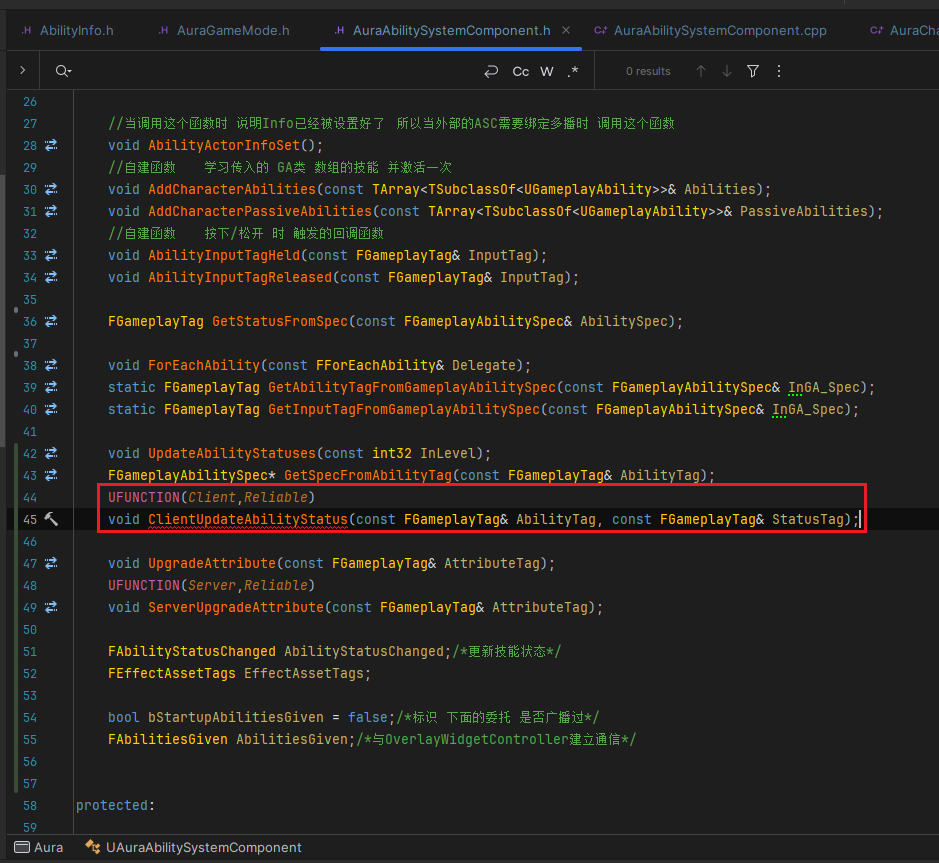 AbilityInfo.h AuraGameMode.h AuraAbilitySystemComponent.h AuraAbilitySystemComponent.cpp AuraCha
Cc W .* 0 results
26
27 //当调用这个函数时 说明Info已经被设置好了 所以当外部的ASC需要绑定多播时 调用这个函数
28 void AbilityActorInfoSet();
29 //自建函数 学习传入的 GA类 数组的技能 并激活一次
30 void AddCharacterAbilities(const TArray<TSubclassOf<UGameplayAbility>>& Abilities);
31 void AddCharacterPassiveAbilities(const TArray<TSubclassOf<UGameplayAbility>>& PassiveAbilities);
32 //自建函数 按下/松开 时 触发的回调函数
33 void AbilityInputTagHeld(const FGameplayTag& InputTag);
34 void AbilityInputTagReleased(const FGameplayTag& InputTag);
35
36 FGameplayTag GetStatusFromSpec(const FGameplayAbilitySpec& AbilitySpec);
37
38 void ForEachAbility(const FForEachAbility& Delegate);
39 static FGameplayTag GetAbilityTagFromGameplayAbilitySpec(const FGameplayAbilitySpec& InGA_Spec);
40 static FGameplayTag GetInputTagFromGameplayAbilitySpec(const FGameplayAbilitySpec& InGA_Spec);
41
42 void UpdateAbilityStatuses(const int32 InLevel);
43 FGameplayAbilitySpec* GetSpecFromAbilityTag(const FGameplayTag& AbilityTag);
44 UFUNCTION(Client,Reliable)
45 void ClientUpdateAbilityStatus(const FGameplayTag& AbilityTag, const FGameplayTag& StatusTag);
46
47 void UpgradeAttribute(const FGameplayTag& AttributeTag);
48 UFUNCTION(Server,Reliable)
49 void ServerUpgradeAttribute(const FGameplayTag& AttributeTag);
50
51 FAbilityStatusChanged AbilityStatusChanged;/*更新技能状态*/
52 FEffectAssetTags EffectAssetTags;
53
54 bool bStartupAbilitiesGiven = false;/*标识 下面的委托 是否广播过*/
55 FAbilitiesGiven AbilitiesGiven;/*与OverlayWidgetController建立通信*/
56
57
58 protected:
59
Aura UAuraAbilitySystemComponent